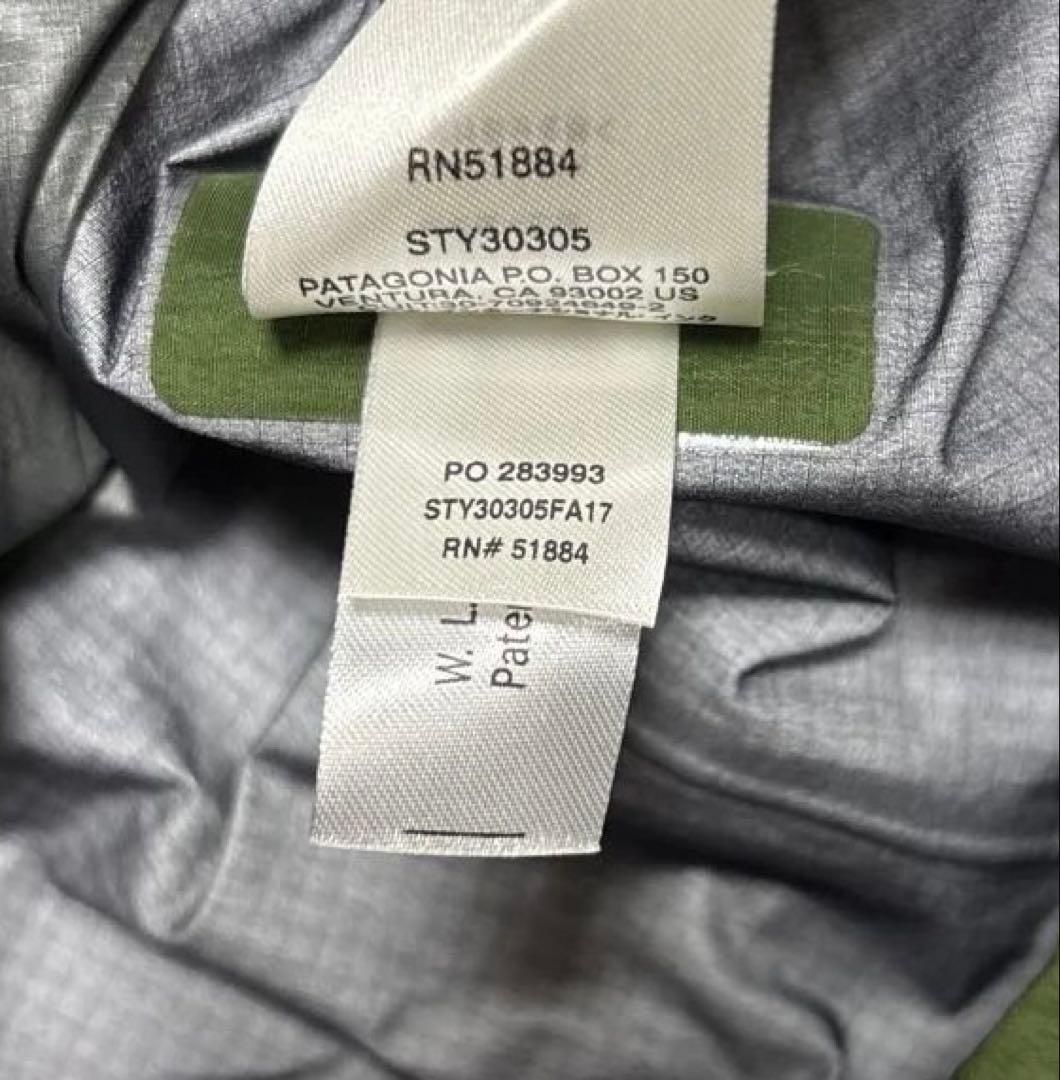 RN51884
STY30305
PATAGONIA P.O. BOX 150
VENTURA, CA 93002 US
PO 283993
STY30305FA17
RN# 51884
W. L.
Pate